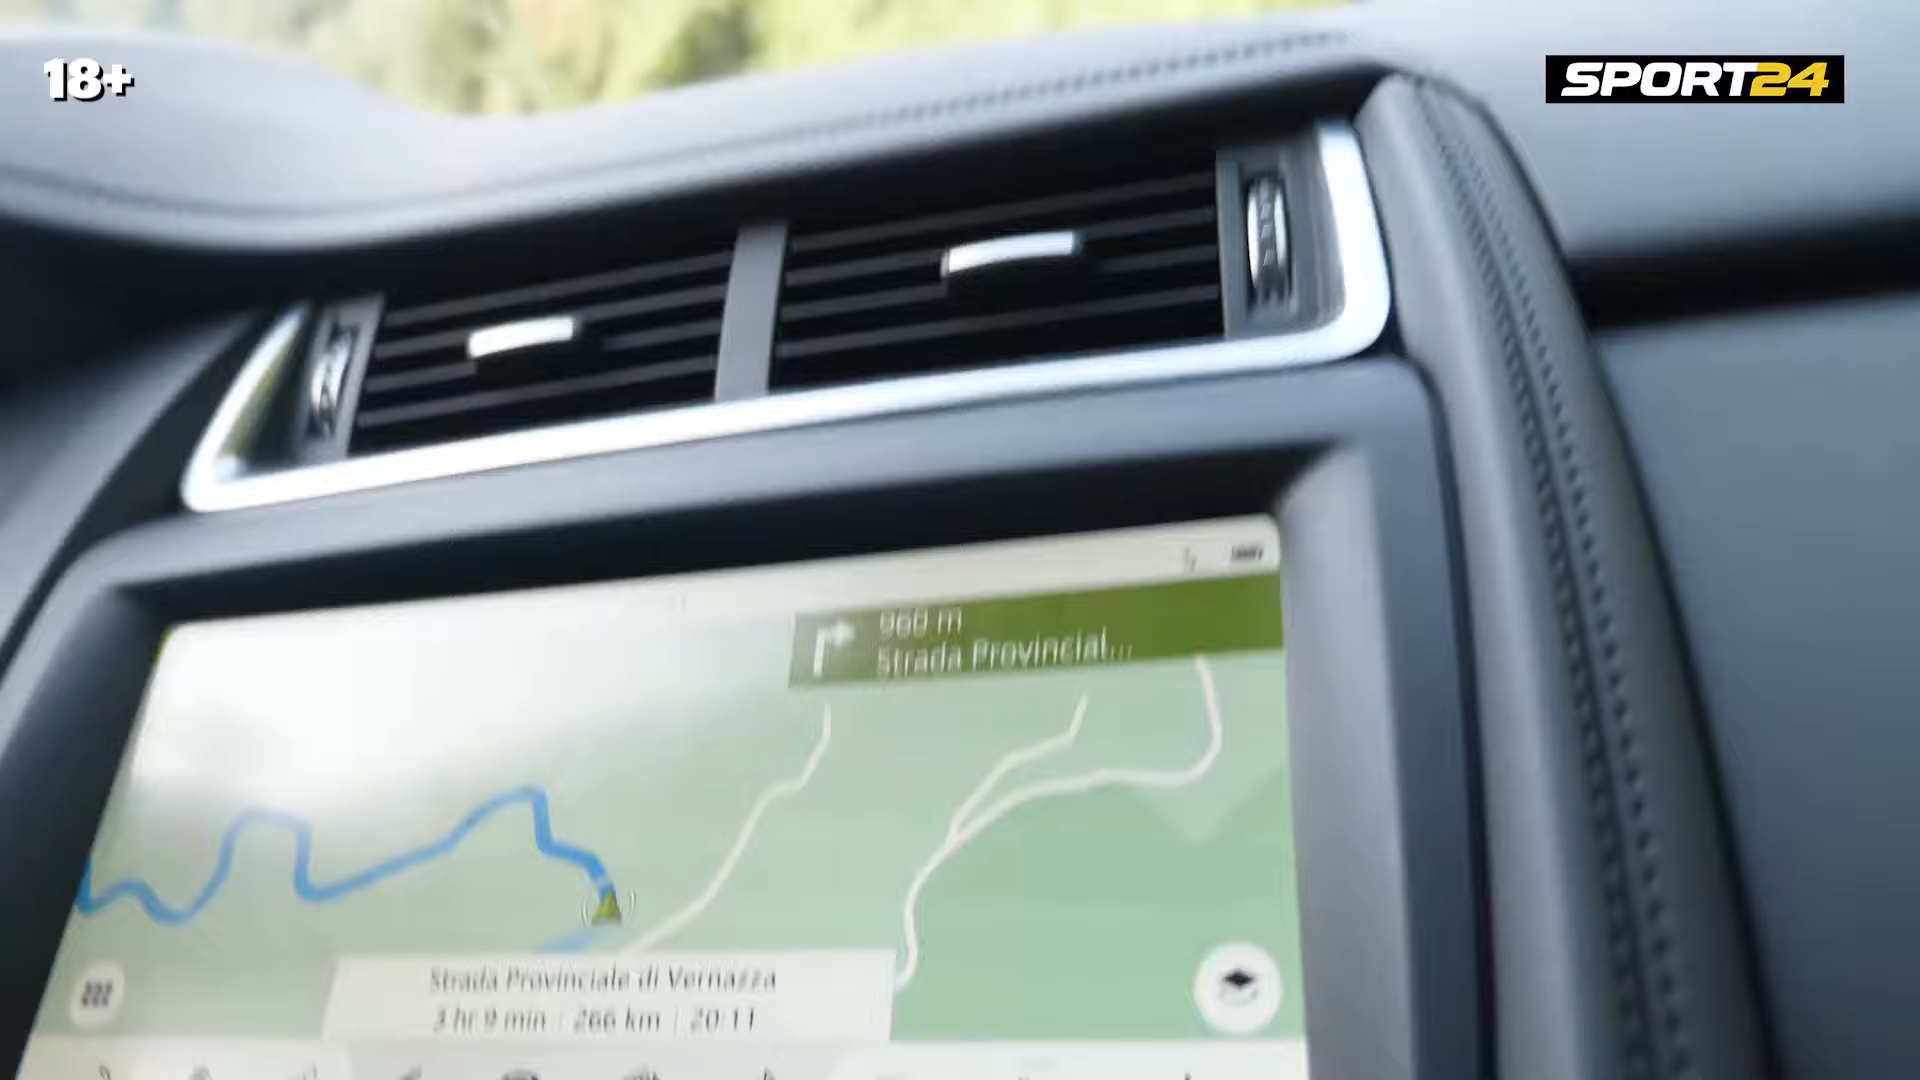 18+
SPORT24
960 m
Strada Provincial...
Strada Provinciale di Vernazza
3 hr 9 min | 266 km | 20:11